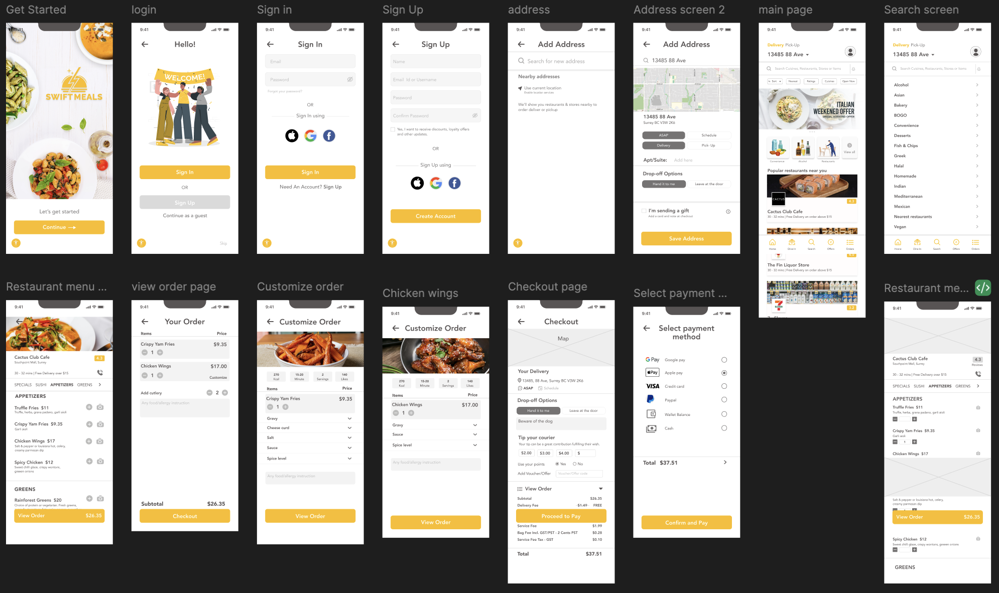 Get Started
9:41
SWIFT MEALS
Let's get started
Continue
login
9:41
Hello!
WELCOME!
Sign In
OR
Sign Up
Continue as a guest
Skip
Sign in
9:41
Sign In
Email
Password
Forgot your password?
OR
Sign In using
Sign In
Need An Account? Sign Up
Sign Up
9:41
Sign Up
Name
Email Id or Username
Password
Confirm Password
Yes, I want to receive discounts, loyalty offers
and other updates.
OR
Sign Up using
Create Account
address
9:41
Add Address
Search for new address
Nearby addresses
Use current location
Enable location services
We'll show you restaurants & stores nearby to
order deliver or pickup
Address screen 2
9:41
Add Address
13485 88 Ave
13485 88 Ave
Surrey BC V3W 2K6
ASAP Schedule
Delivery Pick- Up
Apt/Suite: Add here
Drop-off Options
Hand it to me Leave at the door
I'm sending a gift
Add a card and note at checkout
Save Address
main page
9:41
Delivery Pick-Up
13485 88 Ave
Search Cuisines, Restaurants, Stores or Items
Sort Nearest Ratings Cuisines Open Now
ITALIAN
WEEKENED OFFER
SPECIAL WEEKEND OFFER
View all
Convenience Alcohol Restaurants
Popular restaurants near you
CACTUS
4.3
Cactus Club Cafe
30 - 32 mins | Free Delivery on order above $15
Home Dine-In Search Offers Orders
The Fin Liquor Store
30 - 32 mins | Free Delivery on order above $15
3.2
Search screen
9:41
Delivery Pick-Up
13485 88 Ave
Search Cuisines, Restaurants, Stores or Items
Alcohol
Asian
Bakery
BOGO
Convenience
Desserts
Fish & Chips
Greek
Halal
Homemade
Indian
Mediterranean
Mexican
Nearest restaurants
Vegan
Home Dine-In Search Offers Orders
Restaurant menu ...
9:41
Cactus Club Cafe
4.3
Southpoint Mall, Surrey
30 - 32 mins | Free Delivery over $15
SPECIALS SUSHI APPETIZERS GREENS
APPETIZERS
Truffle Fries $11
Truffle, herbs, grana padano, garli aioli
Crispy Yam Fries $9.35
Garli aioli
Chicken Wings $17
Salt & pepper or louisiana hot, celery,
creamy parmesan dip
Spicy Chicken $12
Sweet chilli glaze, crispy wontons,
greeen onions
GREENS
Rainforest Greens $20
Choice of protein or vegetarian. Fresh greens,
View Order $26.35
view order page
9:41
Your Order
Items Price
Crispy Yam Fries $9.35
1
Chicken Wings $17.00
1
Customize
Add cutlery 2
Any food/allergy instruction
Subtotal $26.35
Checkout
Customize order
9:41
Customize Order
270 15-20 2 140
Kcal Minute Servings Likes
Items Price
Crispy Yam Fries $9.35
1
Gravy
Cheese curd
Salt
Sauce
Spice level
Any food/allergy instruction
View Order
Chicken wings
9:41
Customize Order
270 15-20 2 140
Kcal Minute Servings Likes
Items Price
Chicken Wings $17.00
1
Gravy
Sauce
Spice level
Any food/allergy instruction
View Order
Checkout page
9:41
Checkout
Map
Your Delivery
13485, 88 Ave, Surrey BC V3W 2K6
ASAP Schedule
Drop-off Options
Hand it to me Leave at the door
Beware of the dog
Tip your courier
Your tip can be a great contribution fulfilling their wish.
$2.00 $3.00 $4.00 $
Use your points Yes No
Add Voucher/Offer Voucher/Offer code
View Order
Subtotal $26.35
Delivery Fee $1.49 FREE
Proceed to Pay
Service Fee $1.99
Bag Fee Incl. GST/PST - 2 Cents PST $0.28
Service Fee Tax - GST $0.10
Total $37.51
Select payment ...
9:41
Select payment
method
G Pay Google pay
Pay Apple pay
VISA Credit card
Paypal
Wallet Balance
Cash
Total $37.51
Confirm and Pay
Restaurant me...
9:41
Cactus Club Cafe
4.3
Southpoint Mall, Surrey
Reviews
30 - 32 mins | Free Delivery over $15
SPECIALS SUSHI APPETIZERS GREENS
APPETIZERS
Truffle Fries $11
Truffle, herbs, grana padano, garli aioli
Crispy Yam Fries $9.35
Garli aioli
1
Chicken Wings $17
Salt & pepper or louisiana hot, celery,
creamy parmesan dip
View Order $26.35
Spicy Chicken $12
Sweet chilli glaze, crispy wontons, greeen onions
GREENS